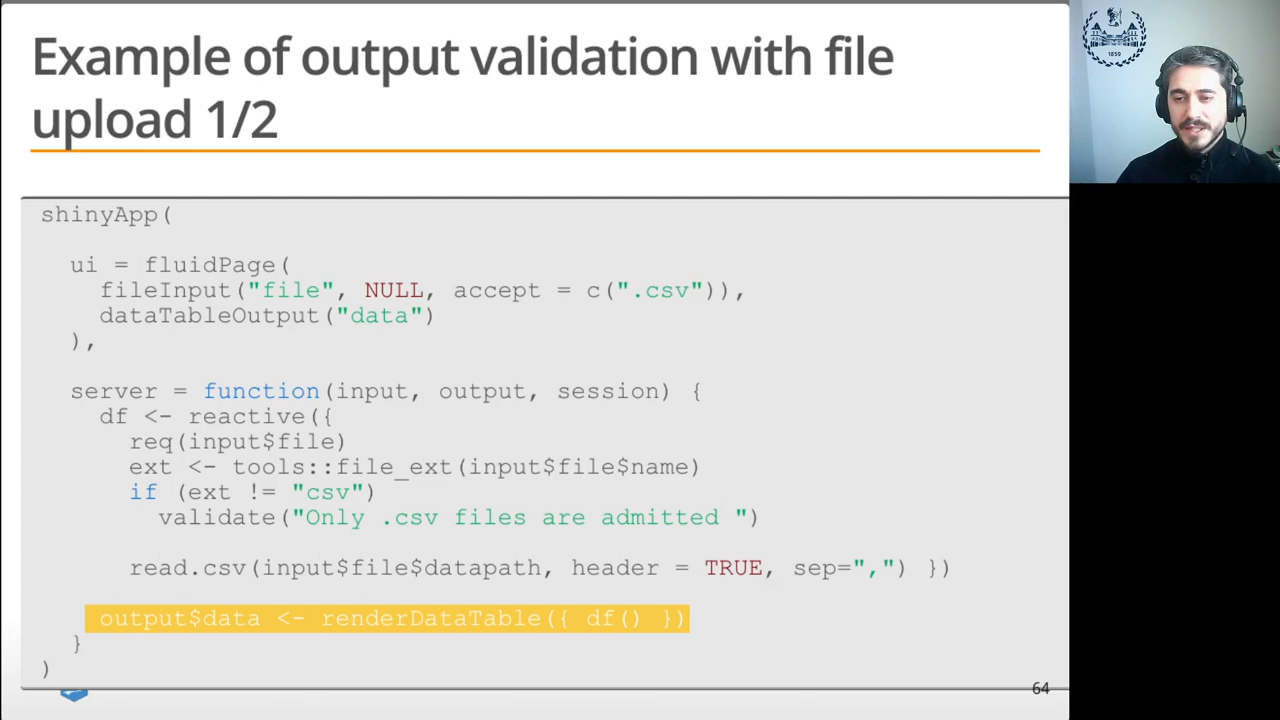 Example of output validation with file
upload 1/2
1859
shinyApp(
ui = fluidPage(
fileInput("file", NULL, accept = c(".csv")),
dataTableOutput("data")
),
server = function(input, output, session) {
df <- reactive({
req(input$file)
ext <- tools::file_ext(input$file$name)
if (ext != "csv")
validate("Only .csv files are admitted ")
read.csv(input$file$datapath, header = TRUE, sep=",") })
output$data <- renderDataTable({ df() })
}
)
64